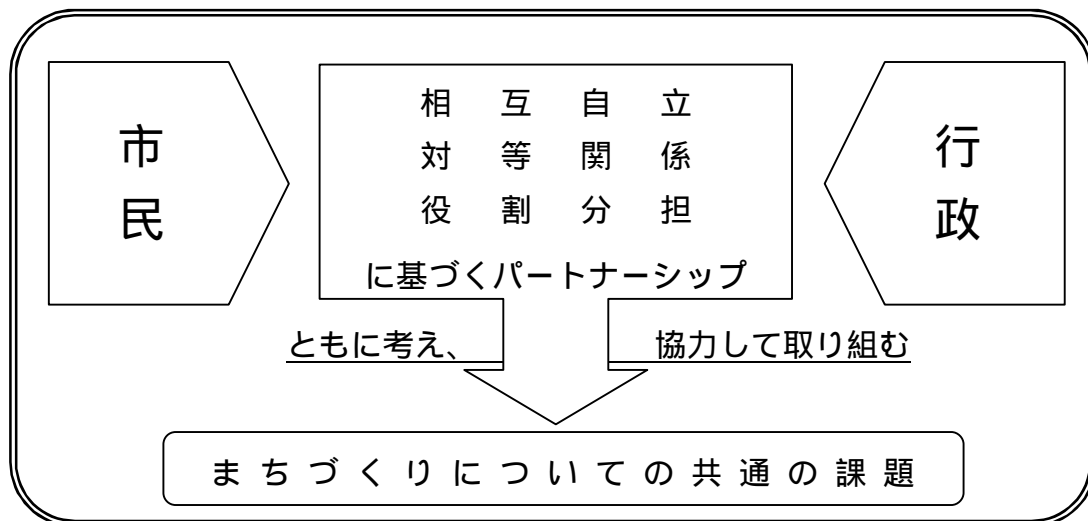 市民
相互自立
対等関係
役割分担
に基づくパートナーシップ
行政
ともに考え、
協力して取り組む
まちづくりについての共通の課題